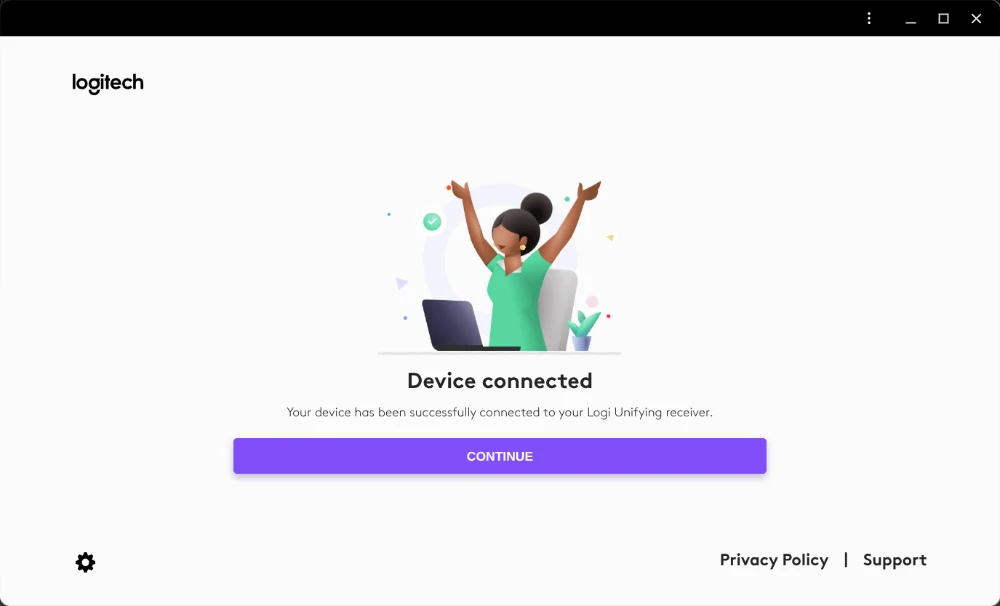 logitech
Device connected
Your device has been successfully connected to your Logi Unifying receiver.
CONTINUE
Privacy Policy | Support